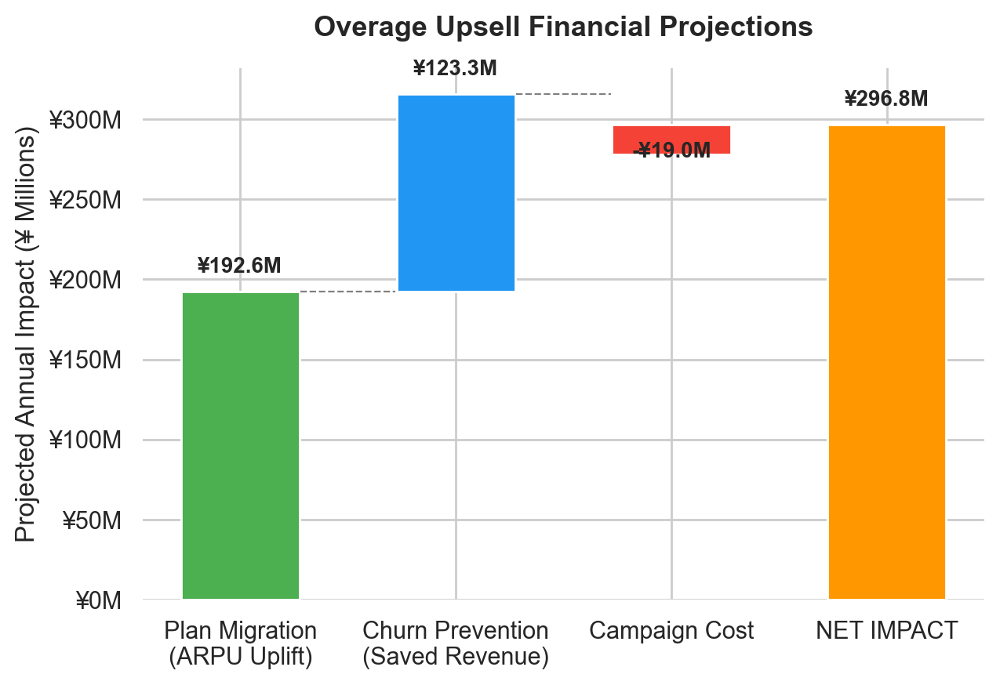 Overage Upsell Financial Projections
Projected Annual Impact (¥ Millions)
¥300M
¥250M
¥200M
¥150M
¥100M
¥50M
¥0M
¥192.6M
¥123.3M
-¥19.0M
¥296.8M
Plan Migration
(ARPU Uplift)
Churn Prevention
(Saved Revenue)
Campaign Cost
NET IMPACT